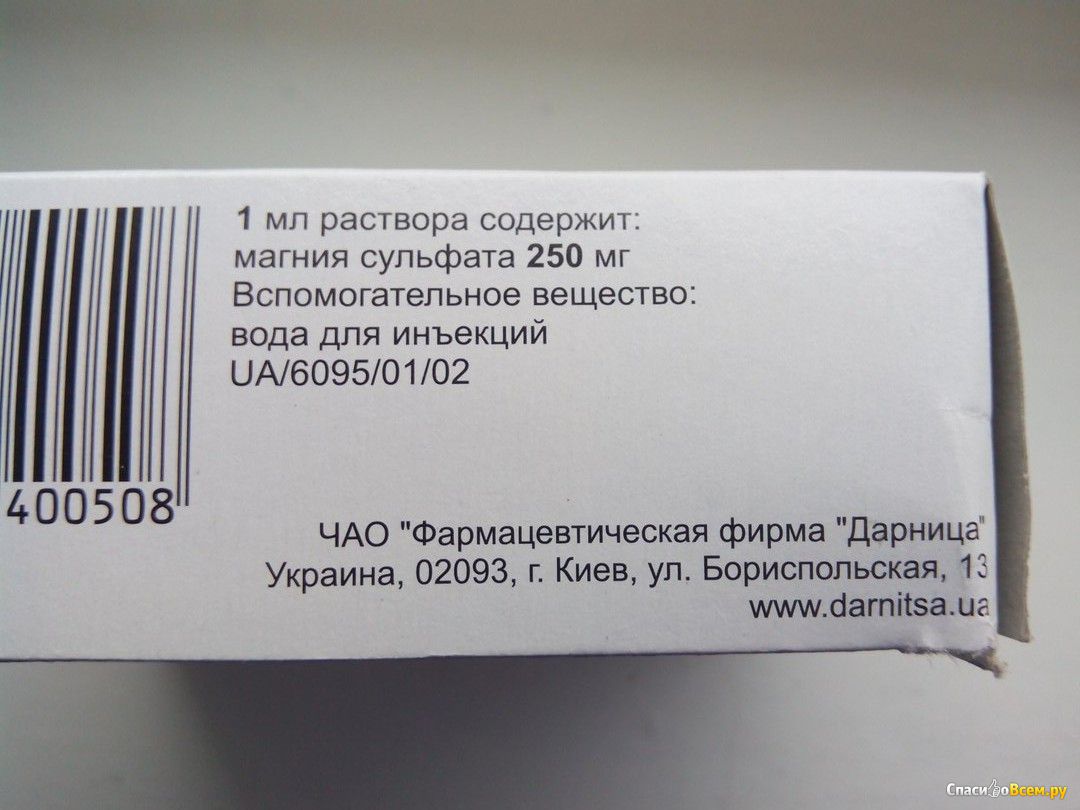 1 мл раствора содержит:
магния сульфата 250 мг
Вспомогательное вещество:
вода для инъекций
UA/6095/01/02
400508
ЧАО "Фармацевтическая фирма "Дарница"
Украина, 02093, г. Киев, ул. Бориспольская, 13
www.darnitsa.ua
СпасибоВсем.ру